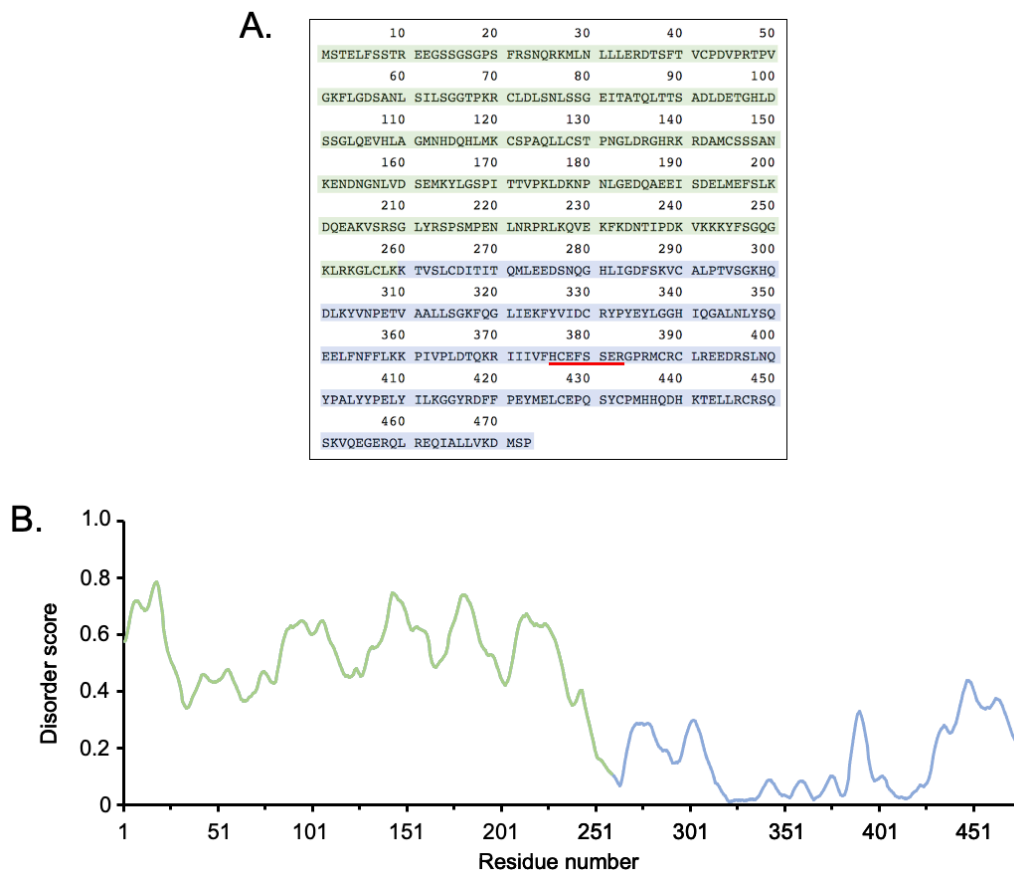 A.
10 20 30 40 50
MSTELFSSTR EEGSSGSGPS FRSNQRKMLN LLLERDTSFT VCPDVPRTPV
60 70 80 90 100
GKFLGDSANL SILSGGTPKR CLDLSNLSSG EITATQLTTS ADLDETGHLD
110 120 130 140 150
SSGLQEVHLA GMNHDQHLMK CSPAQLLCST PNGLDRGHRK RDAMCSSSAN
160 170 180 190 200
KENDNGNLVD SEMKYLGSPI TTVPKLDKNP NLGEDQAEEI SDELMEFSLK
210 220 230 240 250
DQEAKVSRSG LYRSPSMPEN LNRPRLKQVE KFKDNTIPDK VKKKYFSGQG
260 270 280 290 300
KLRKGLCLKK TVSLCDITIT QMLEEDSNQG HLIGDFSKVC ALPTVSGKHQ
310 320 330 340 350
DLKYVNPETV AALLSGKFQG LIEKFYVIDC RYPYEYLGGH IQGALNLYSQ
360 370 380 390 400
EELFNFFLKK PIVPLDTQKR IIIVFHCEFS SERGPRMCRC LREEDRSLNQ
410 420 430 440 450
YPALYYPELY ILKGGYRDFF PEYMELCEPQ SYCPMHHQDH KTELLRCRSQ
460 470
SKVQEGERQL REQIALLVKD MSP
B.
1.0
0.8
0.6
0.4
0.2
0
Disorder score
1 51 101 151 201 251 301 351 401 451
Residue number